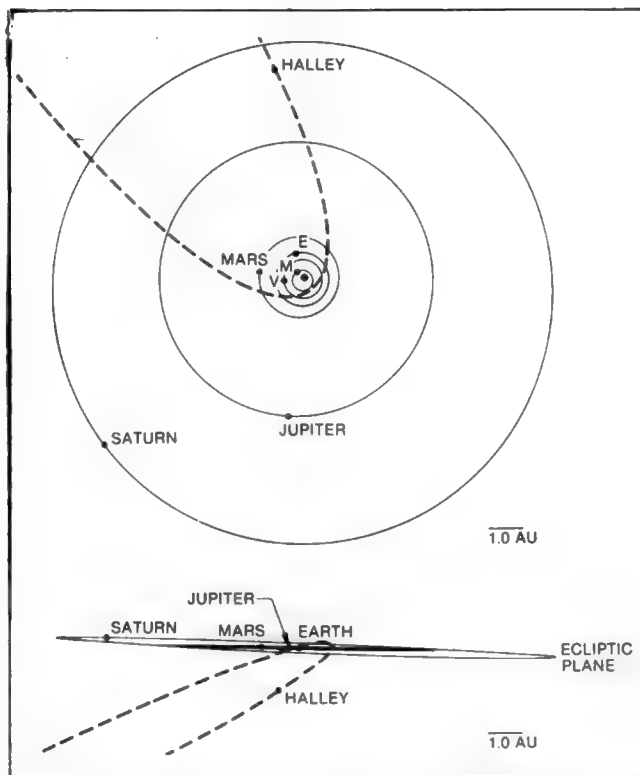 HALLEY
E
MARS
M
V
JUPITER
SATURN
1.0 AU
JUPITER
SATURN
MARS
EARTH
ECLIPTIC
PLANE
HALLEY
1.0 AU